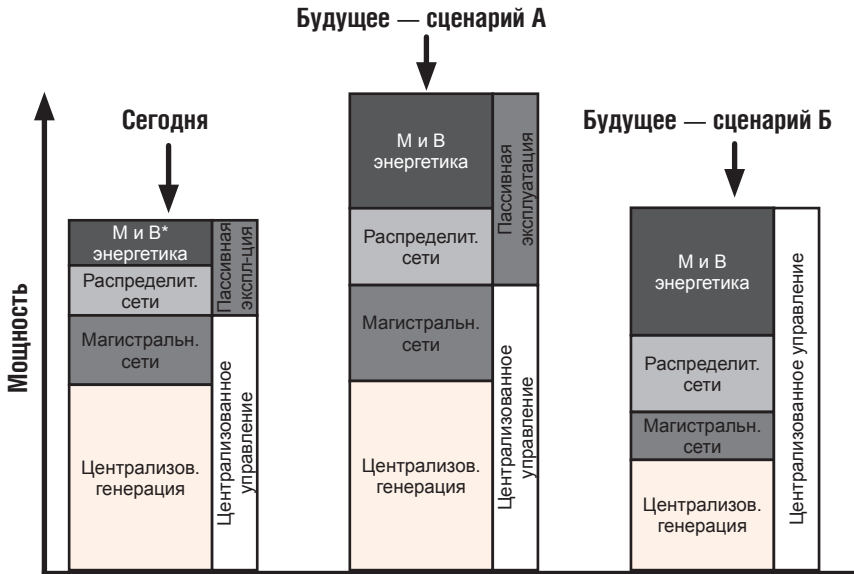 Будущее — сценарий А
Сегодня
Будущее — сценарий Б
Мощность
М и В*
энергетика
Распределит.
сети
Магистральн.
сети
Централизов.
генерация
Пассивная
экспл-ция
Централизованное
управление
М и В
энергетика
Распределит.
сети
Магистральн.
сети
Централизов.
генерация
Пассивная
эксплуатация
Централизованное
управление
М и В
энергетика
Распределит.
сети
Магистральн.
сети
Централизов.
генерация
Централизованное управление